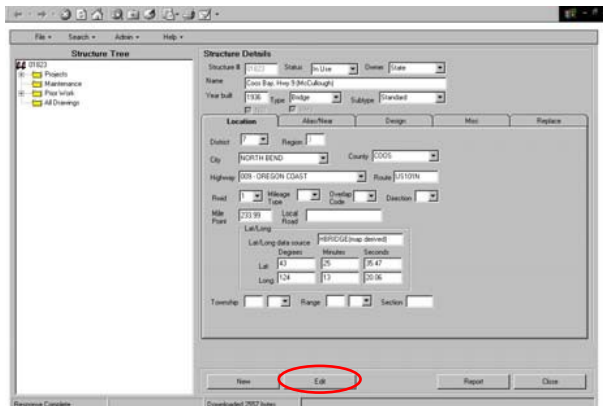 File Search Admin Help
Structure Tree
01823
Projects
Maintenance
Prior Work
All Drawings
Structure Details
Structure # 01823 Status In Use Owner State
Name Coos Bay, Hwy 9 (McCullough)
Year built 1936 Type Bridge Subtype Standard
Location Alias/Near Design Misc Replace
District 7 Region
City NORTH BEND County COOS
Highway 009 - OREGON COAST Route US101N
Road 1 Mileage Type Overlap Code Direction
Mile Point 233.99 Local Road
Lat/Long
Lat/Long data source HBRIDGE(map derived)
Degrees Minutes Seconds
Lat 43 25 35.47
Long 124 13 20.06
Township Range Section
New Edit Report Close
Response Complete Downloaded 2557 bytes